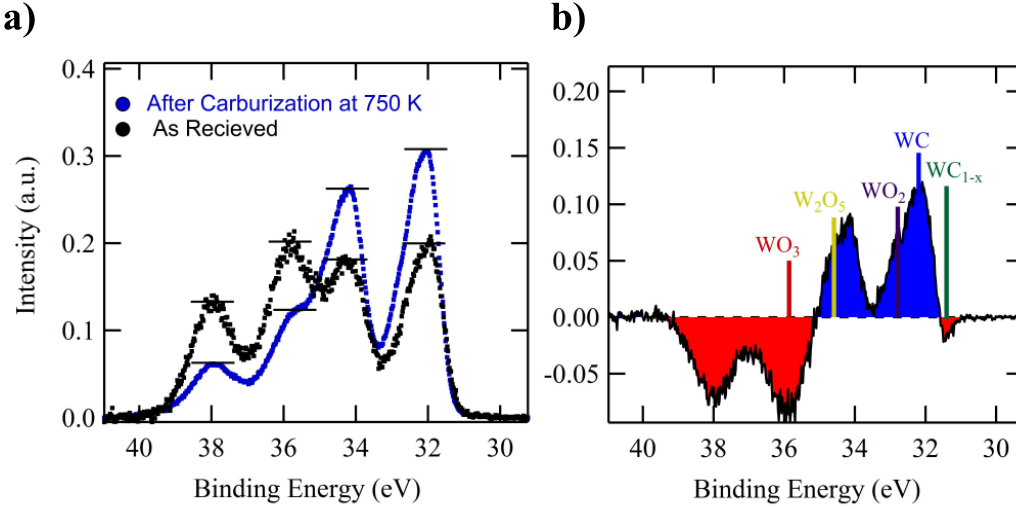 a)
0.4
0.3
0.2
0.1
0.0
Intensity (a.u.)
After Carburization at 750 K
As Recieved
40 38 36 34 32
Binding Energy (eV)
b)
0.20
0.15
0.10
0.05
0.00
-0.05
WO3
W2O5
WO2
WC
WC1-x
40 38 36 34 32 30
Binding Energy (eV)